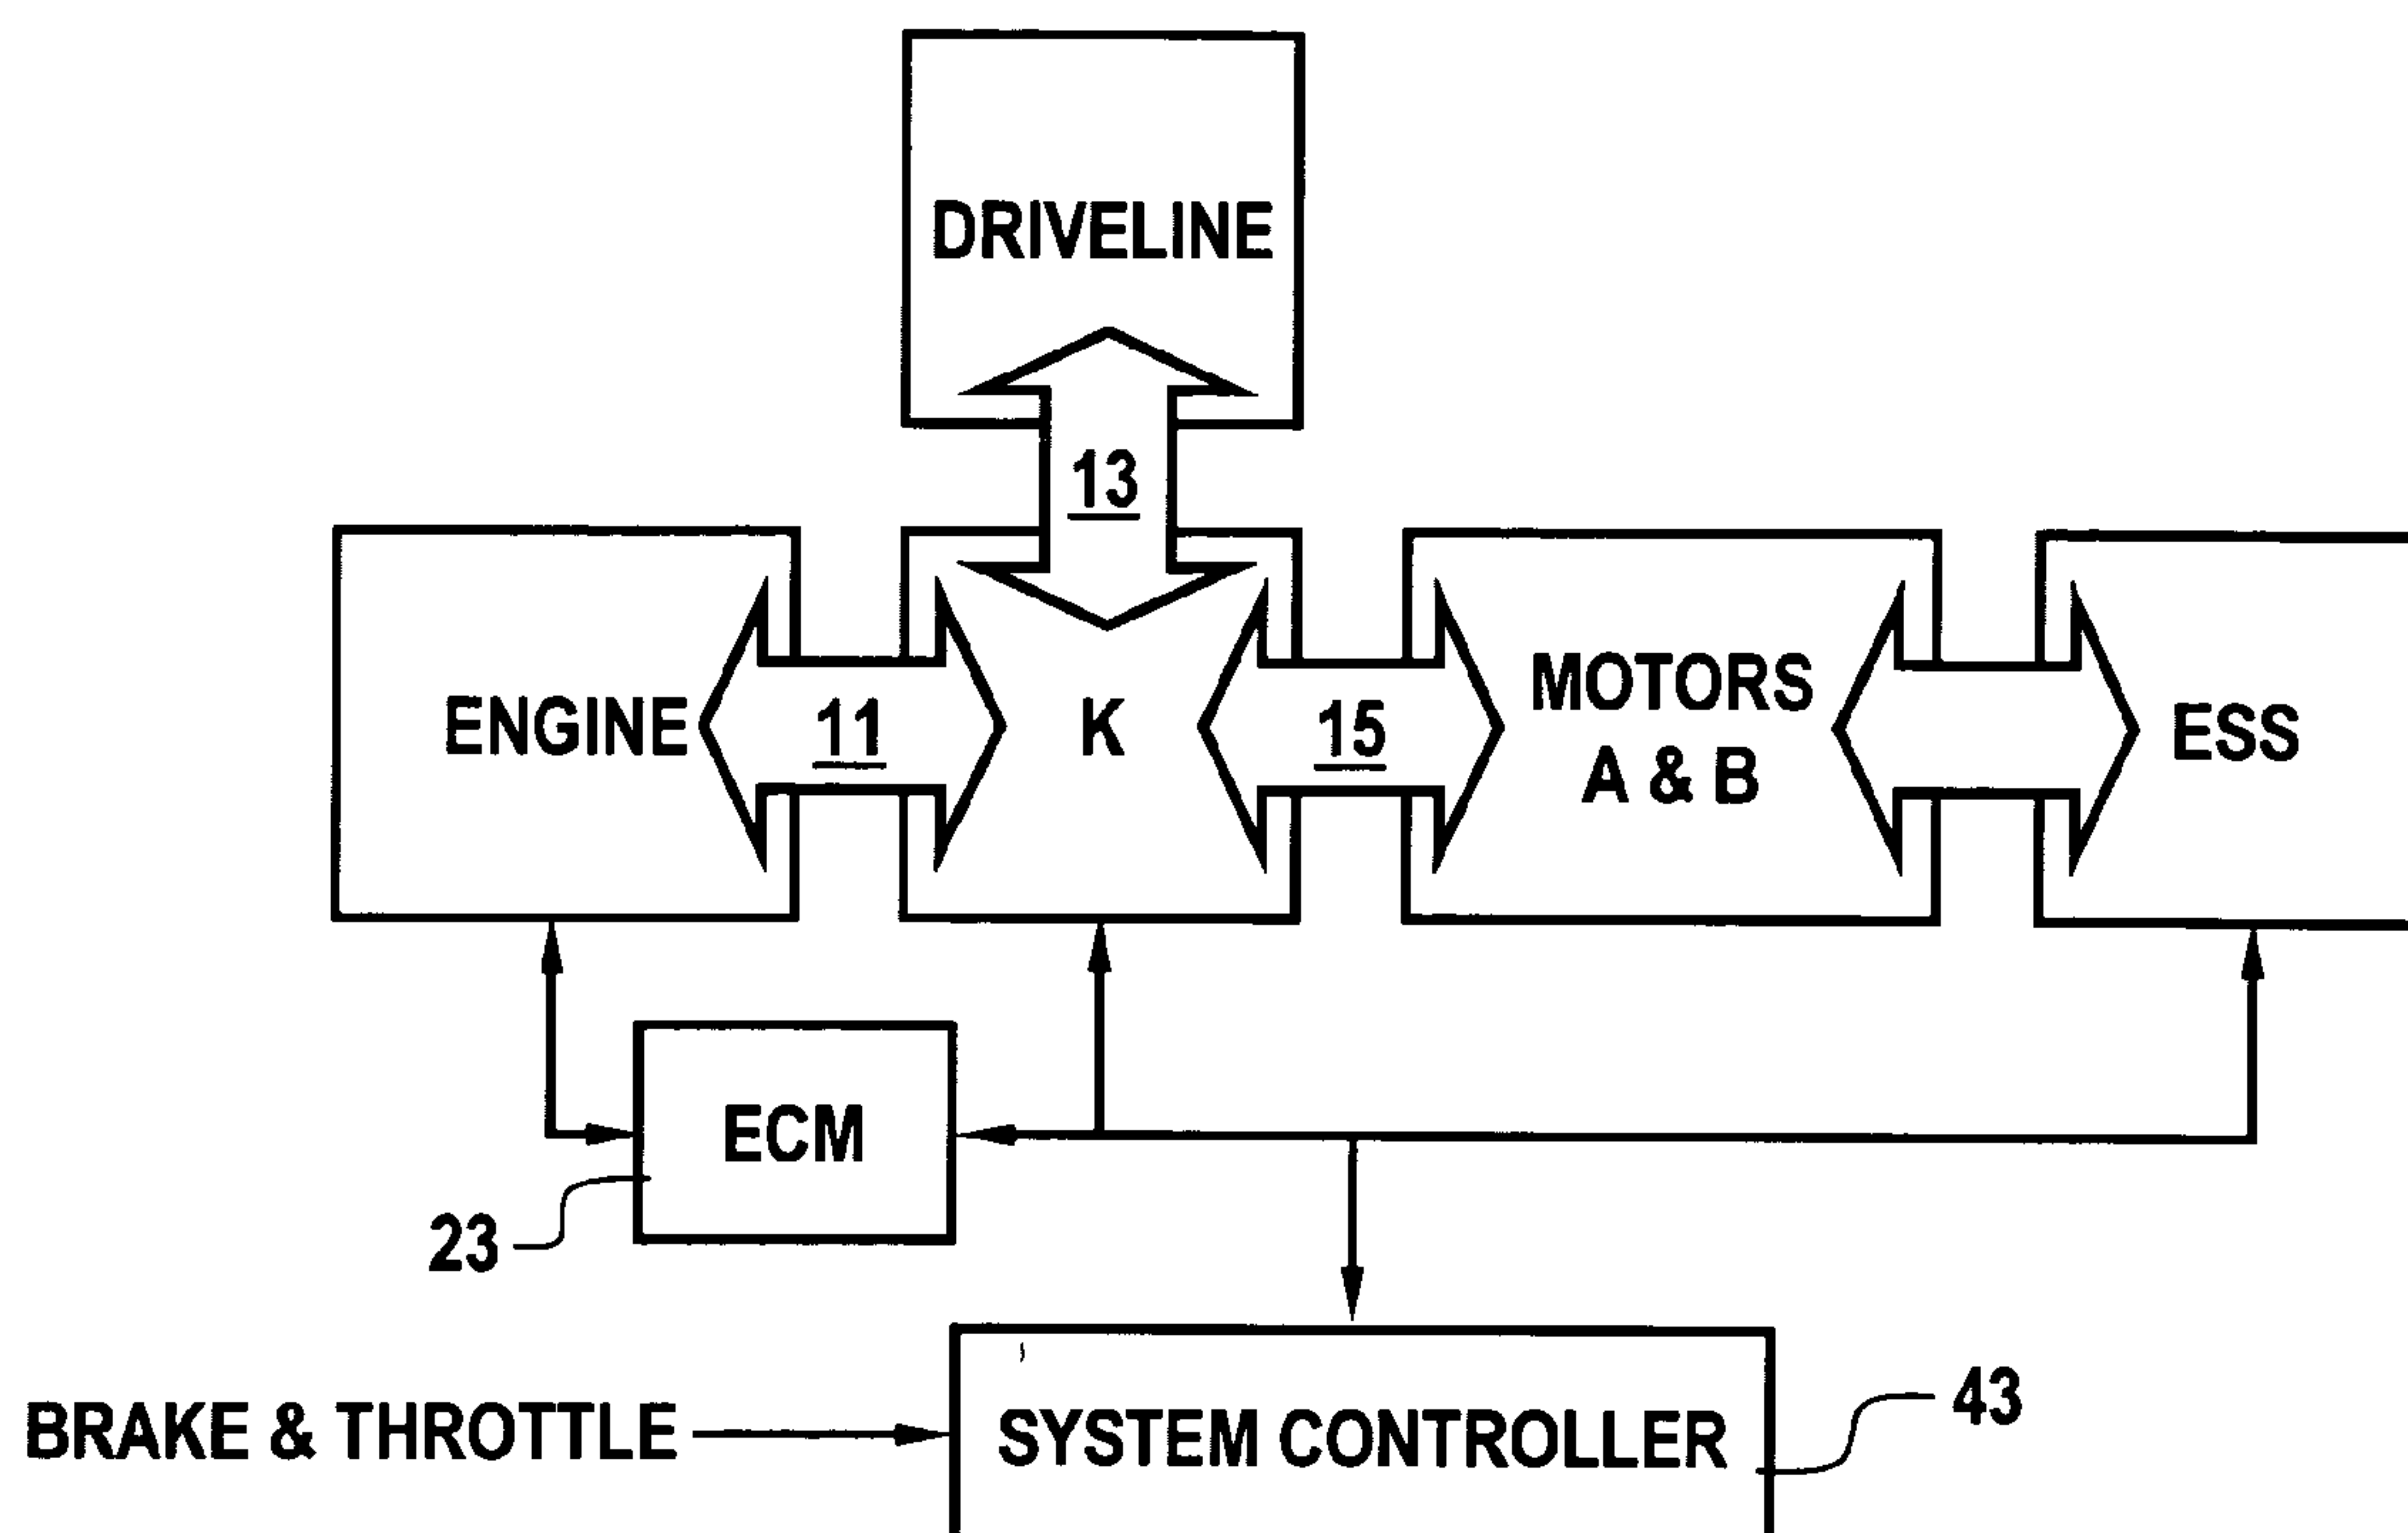 DRIVELINE
13
ENGINE
11
K
15
MOTORS
A & B
ESS
ECM
23
BRAKE & THROTTLE
SYSTEM CONTROLLER
43